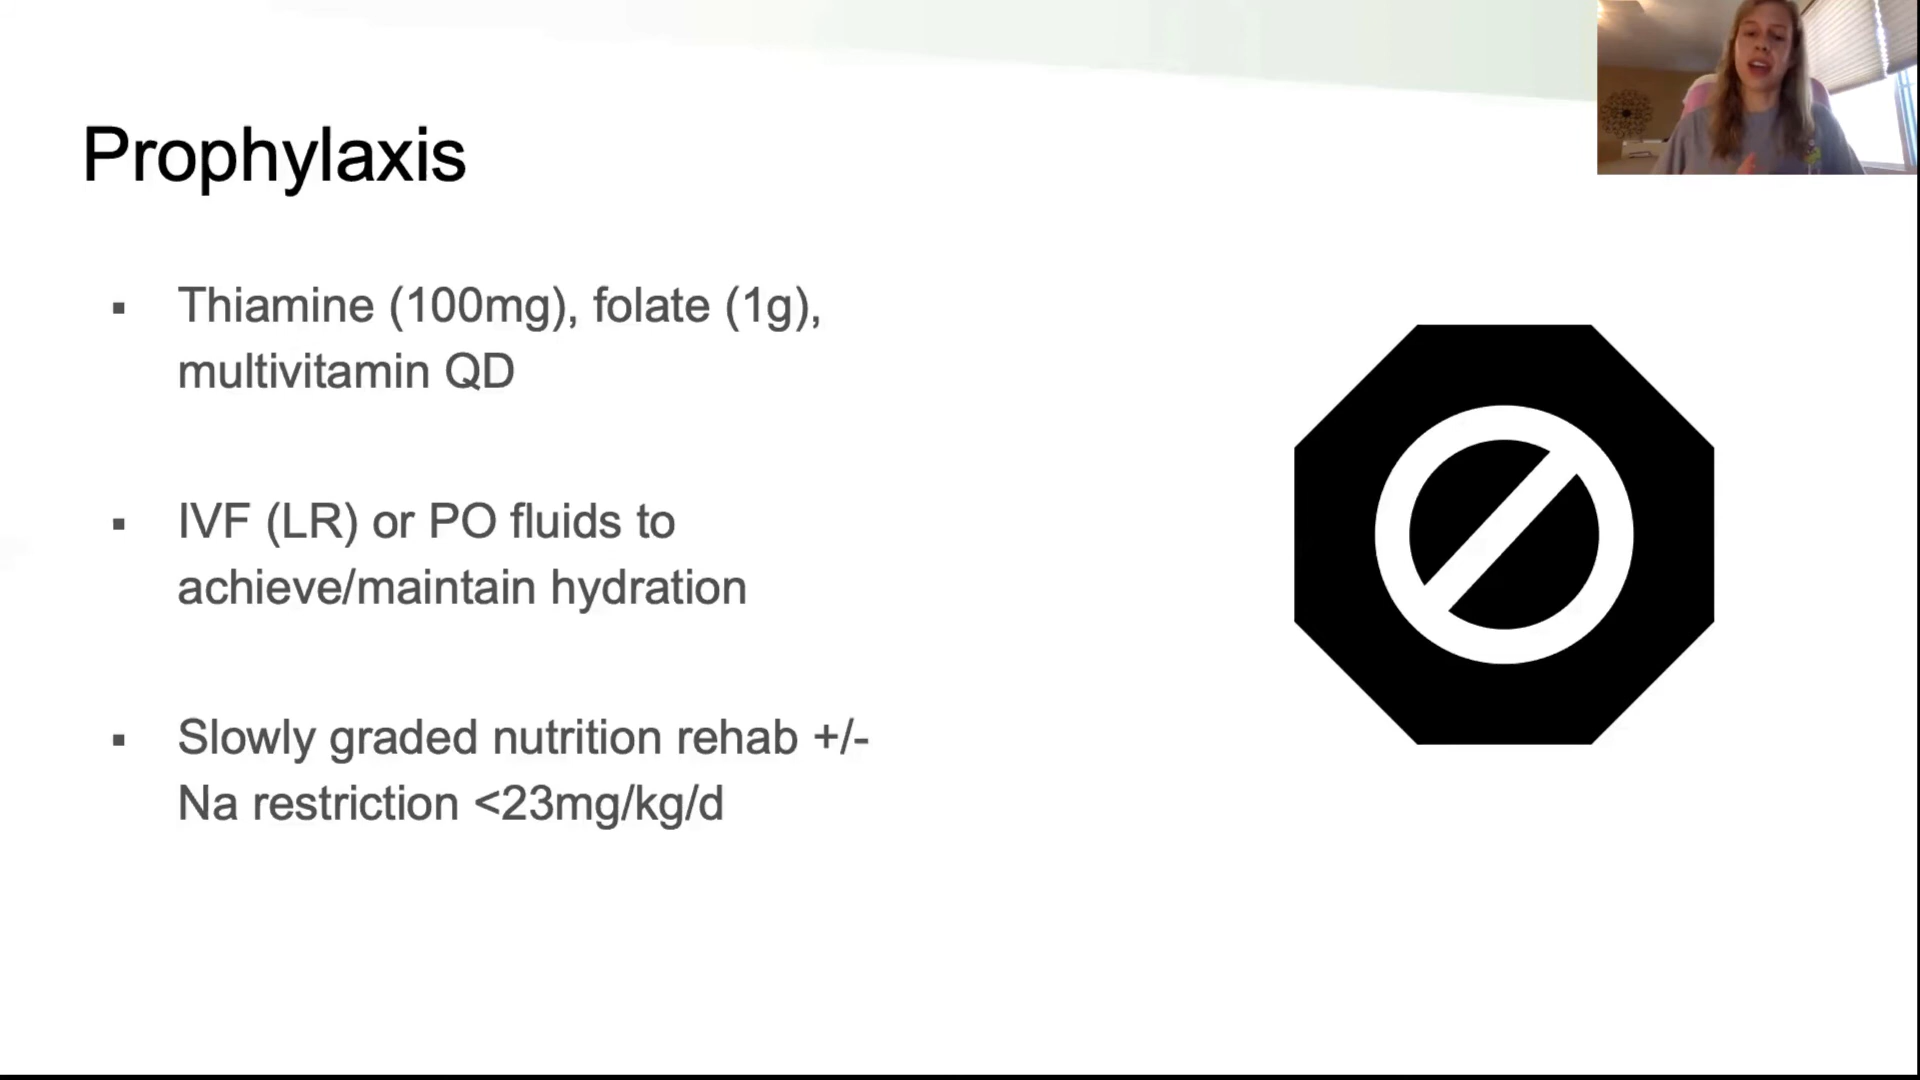 Prophylaxis
Thiamine (100mg), folate (1g),
multivitamin QD
IVF (LR) or PO fluids to
achieve/maintain hydration
Slowly graded nutrition rehab +/-
Na restriction <23mg/kg/d